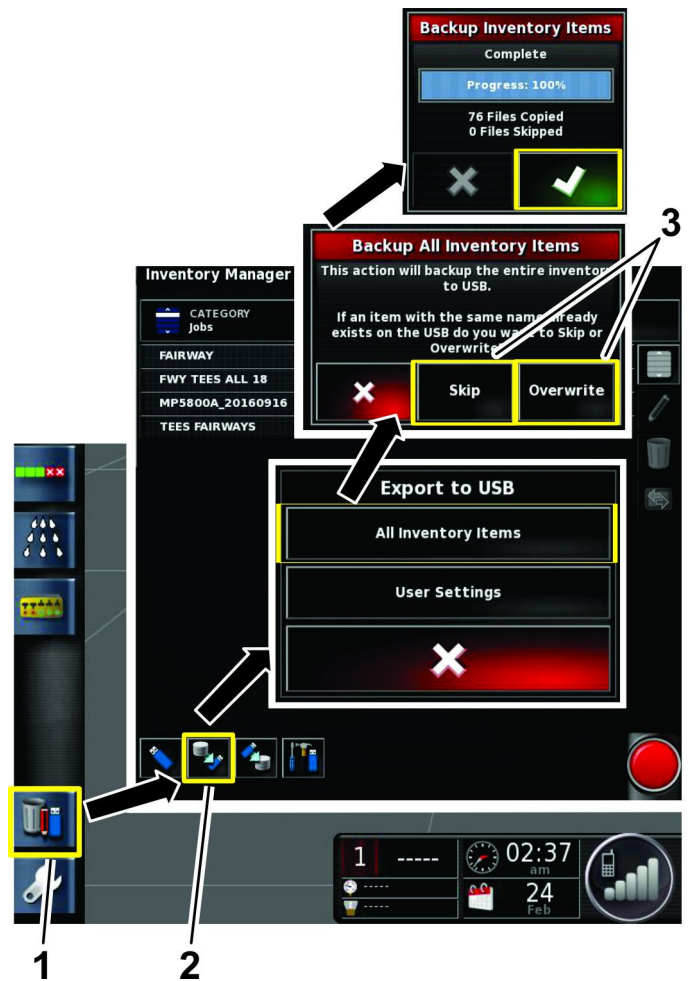 Backup Inventory Items
Complete
Progress: 100%
76 Files Copied
0 Files Skipped
3
Backup All Inventory Items
This action will backup the entire inventory
to USB.
If an item with the same name already
exists on the USB do you want to Skip or
Overwrite?
Skip
Overwrite
Inventory Manager
CATEGORY
Jobs
FAIRWAY
FWY TEES ALL 18
MP5800A_20160916
TEES FAIRWAYS
Export to USB
All Inventory Items
User Settings
1
-----
02:37
am
-----
24
Feb
-----
1
2